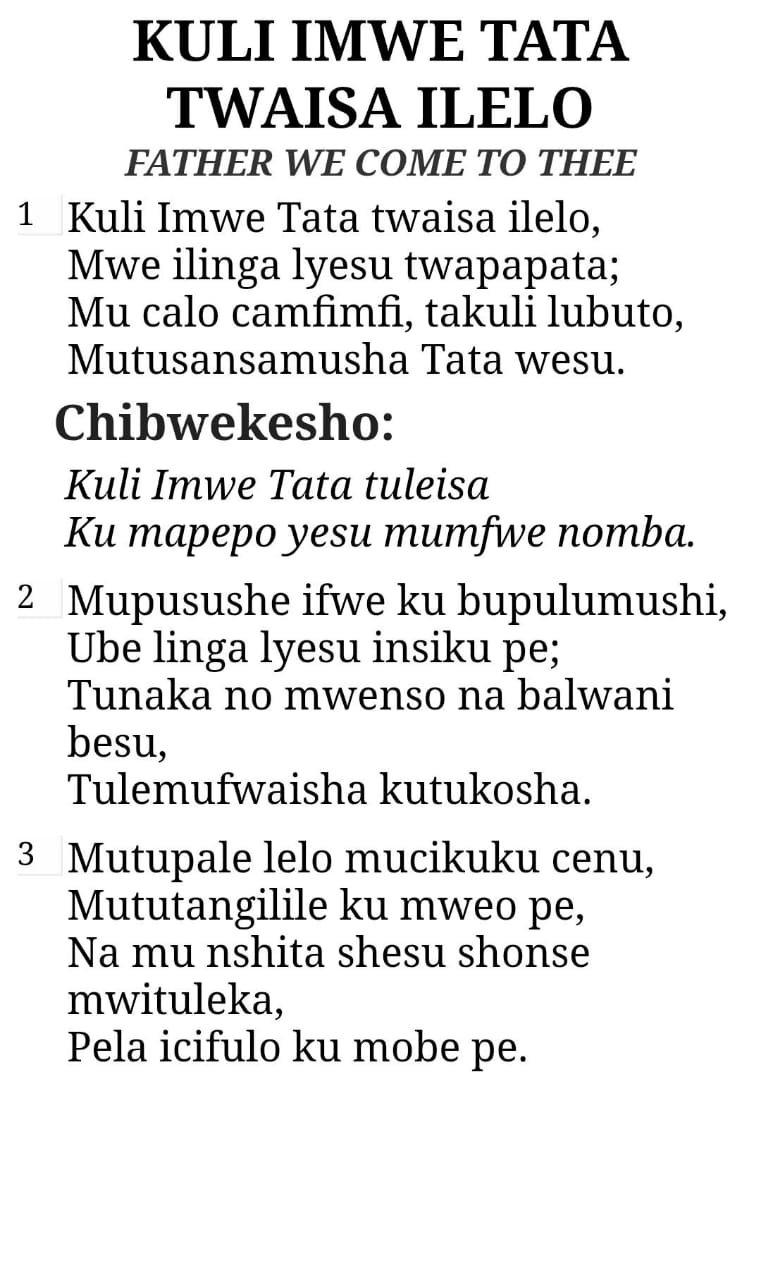 KULI IMWE TATA
TWAISA ILELO
FATHER WE COME TO THEE
1 Kuli Imwe Tata twaisa ilelo,
Mwe ilinga lyesu twapapata;
Mu calo camfimfi, takuli lubuto,
Mutusansamusha Tata wesu.
Chibwekesho:
Kuli Imwe Tata tuleisa
Ku mapepo yesu mumfwe nomba.
2 Mupusushe ifwe ku bupulumushi,
Ube linga lyesu insiku pe;
Tunaka no mwenso na balwani
besu,
Tulemufwaisha kutukosha.
3 Mutupale lelo mucikuku cenu,
Mututangilile ku mweo pe,
Na mu nshita shesu shonse
mwituleka,
Pela icifulo ku mobe pe.